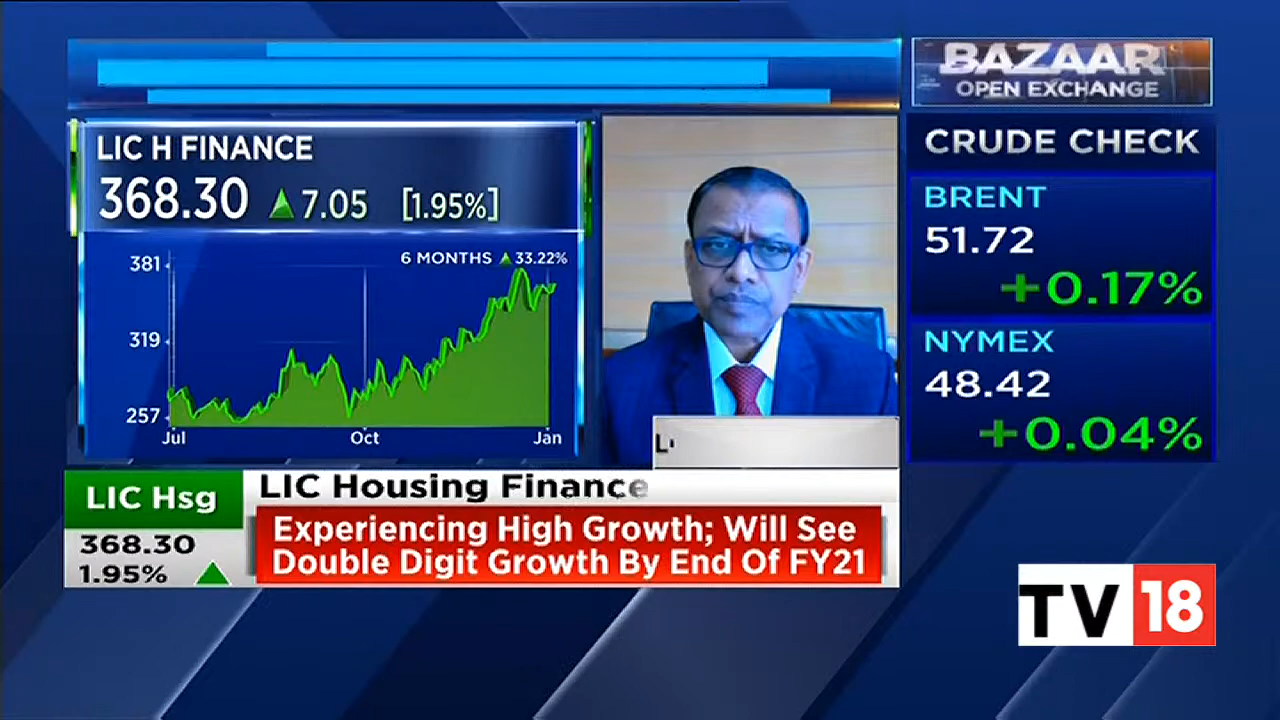 BAZAAR
OPEN EXCHANGE
LIC H FINANCE
368.30 ▲ 7.05 [1.95%]
6 MONTHS ▲ 33.22%
381
319
257
Jul Oct Jan
CRUDE CHECK
BRENT
51.72
+0.17%
NYMEX
48.42
+0.04%
L
LIC Hsg
368.30
1.95% ▲
LIC Housing Finance
Experiencing High Growth; Will See
Double Digit Growth By End Of FY21
TV18